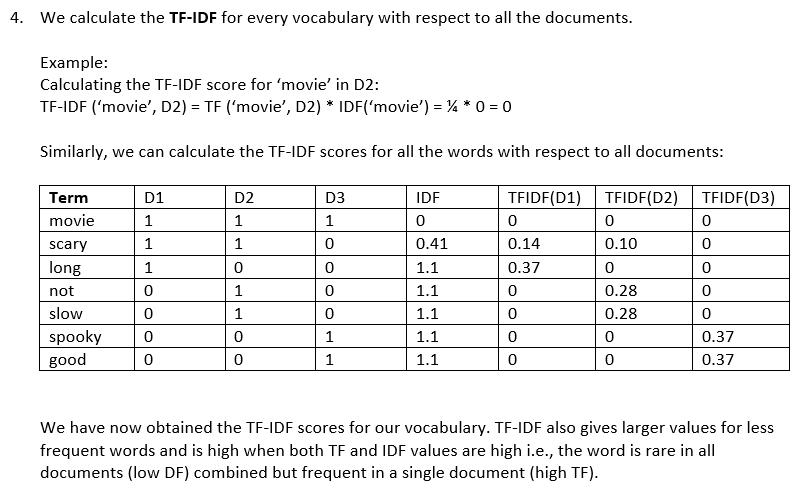 4. We calculate the TF-IDF for every vocabulary with respect to all the documents.
Example:
Calculating the TF-IDF score for ‘movie’ in D2:
TF-IDF (‘movie’, D2) = TF (‘movie’, D2) * IDF(‘movie’) = ¼ * 0 = 0
Similarly, we can calculate the TF-IDF scores for all the words with respect to all documents:
Term D1 D2 D3 IDF TFIDF(D1) TFIDF(D2) TFIDF(D3)
movie 1 1 1 0 0 0 0
scary 1 1 0 0.41 0.14 0.10 0
long 1 0 0 1.1 0.37 0 0
not 0 1 0 1.1 0 0.28 0
slow 0 1 0 1.1 0 0.28 0
spooky 0 0 1 1.1 0 0 0.37
good 0 0 1 1.1 0 0 0.37
We have now obtained the TF-IDF scores for our vocabulary. TF-IDF also gives larger values for less
frequent words and is high when both TF and IDF values are high i.e., the word is rare in all
documents (low DF) combined but frequent in a single document (high TF).